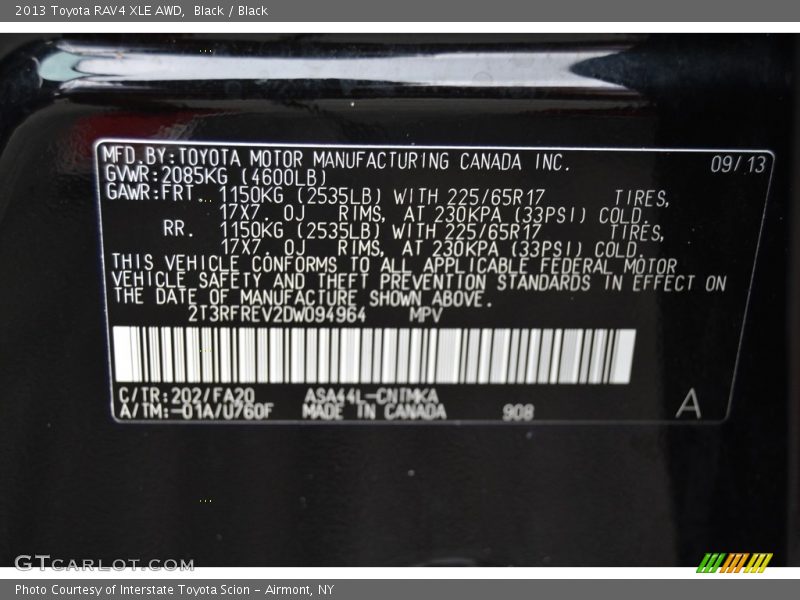 2013 Toyota RAV4 XLE AWD,  Black / Black
MFD.BY:TOYOTA MOTOR MANUFACTURING CANADA INC. 09/13
GVWR:2085KG (4600LB)
GAWR:FRT. 1150KG (2535LB) WITH 225/65R17 TIRES,
17X7.0J RIMS, AT 230KPA (33PSI) COLD.
RR. 1150KG (2535LB) WITH 225/65R17 TIRES,
17X7.0J RIMS, AT 230KPA (33PSI) COLD.
THIS VEHICLE CONFORMS TO ALL APPLICABLE FEDERAL MOTOR
VEHICLE SAFETY AND THEFT PREVENTION STANDARDS IN EFFECT ON
THE DATE OF MANUFACTURE SHOWN ABOVE.
2T3RFREV2DW094964 MPV
C/TR:202/FA20 ASA44L-CNTMKA
A/TM:-01A/U760F MADE IN CANADA 908 A
GTCARLOT.COM
Photo Courtesy of Interstate Toyota Scion - Airmont, NY